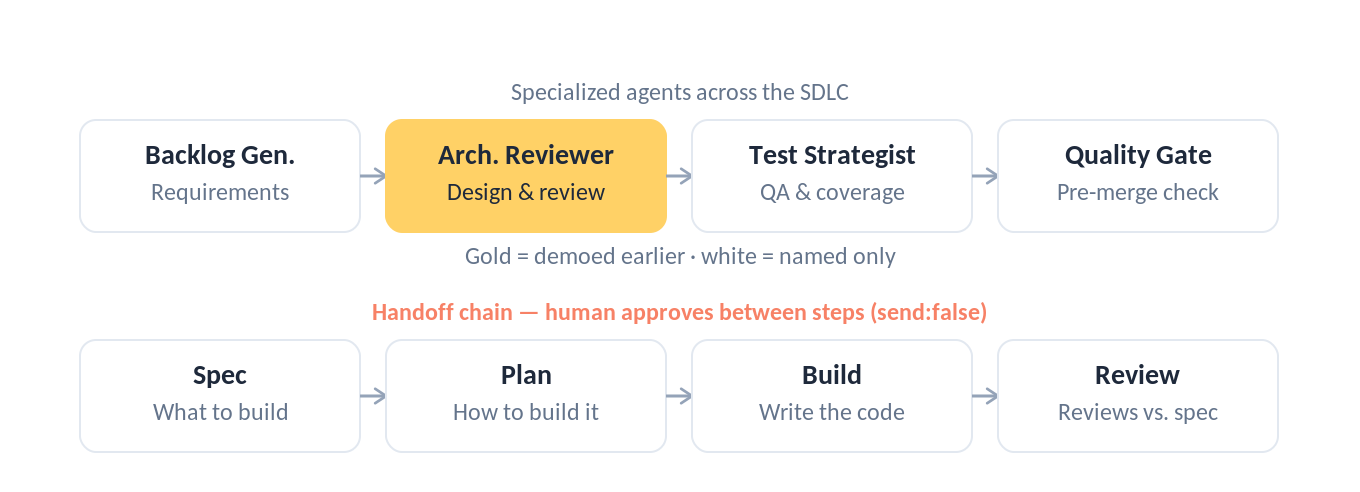 Specialized agents across the SDLC
Backlog Gen.
Requirements
Arch. Reviewer
Design & review
Test Strategist
QA & coverage
Quality Gate
Pre-merge check
Gold = demoed earlier · white = named only
Handoff chain — human approves between steps (send:false)
Spec
What to build
Plan
How to build it
Build
Write the code
Review
Reviews vs. spec